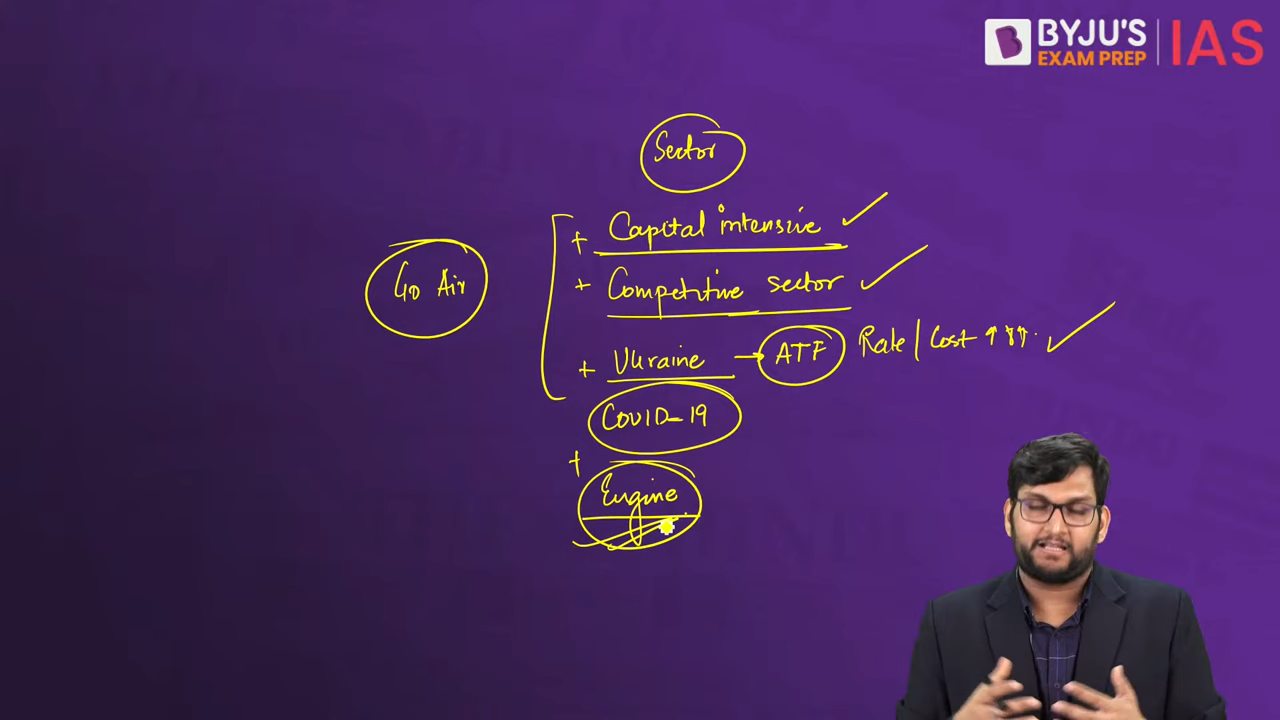 BYJU'S IAS
EXAM PREP
Sector
+ Capital intensive
Go Air
+ Competitive sector
+ Ukraine → ATF Rate / Cost ↑↑↑
COVID-19
+
Engine